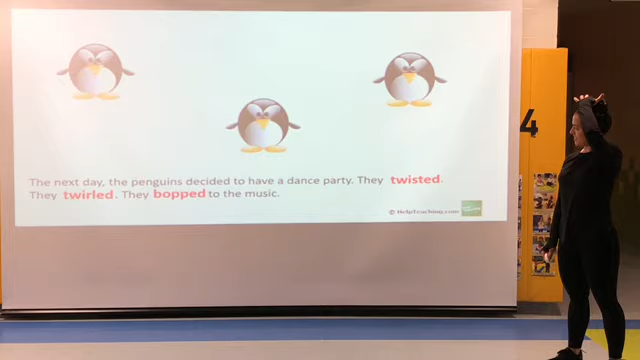 The next day, the penguins decided to have a dance party. They twisted.
They twirled. They bopped to the music.
© HelpTeaching.com
4